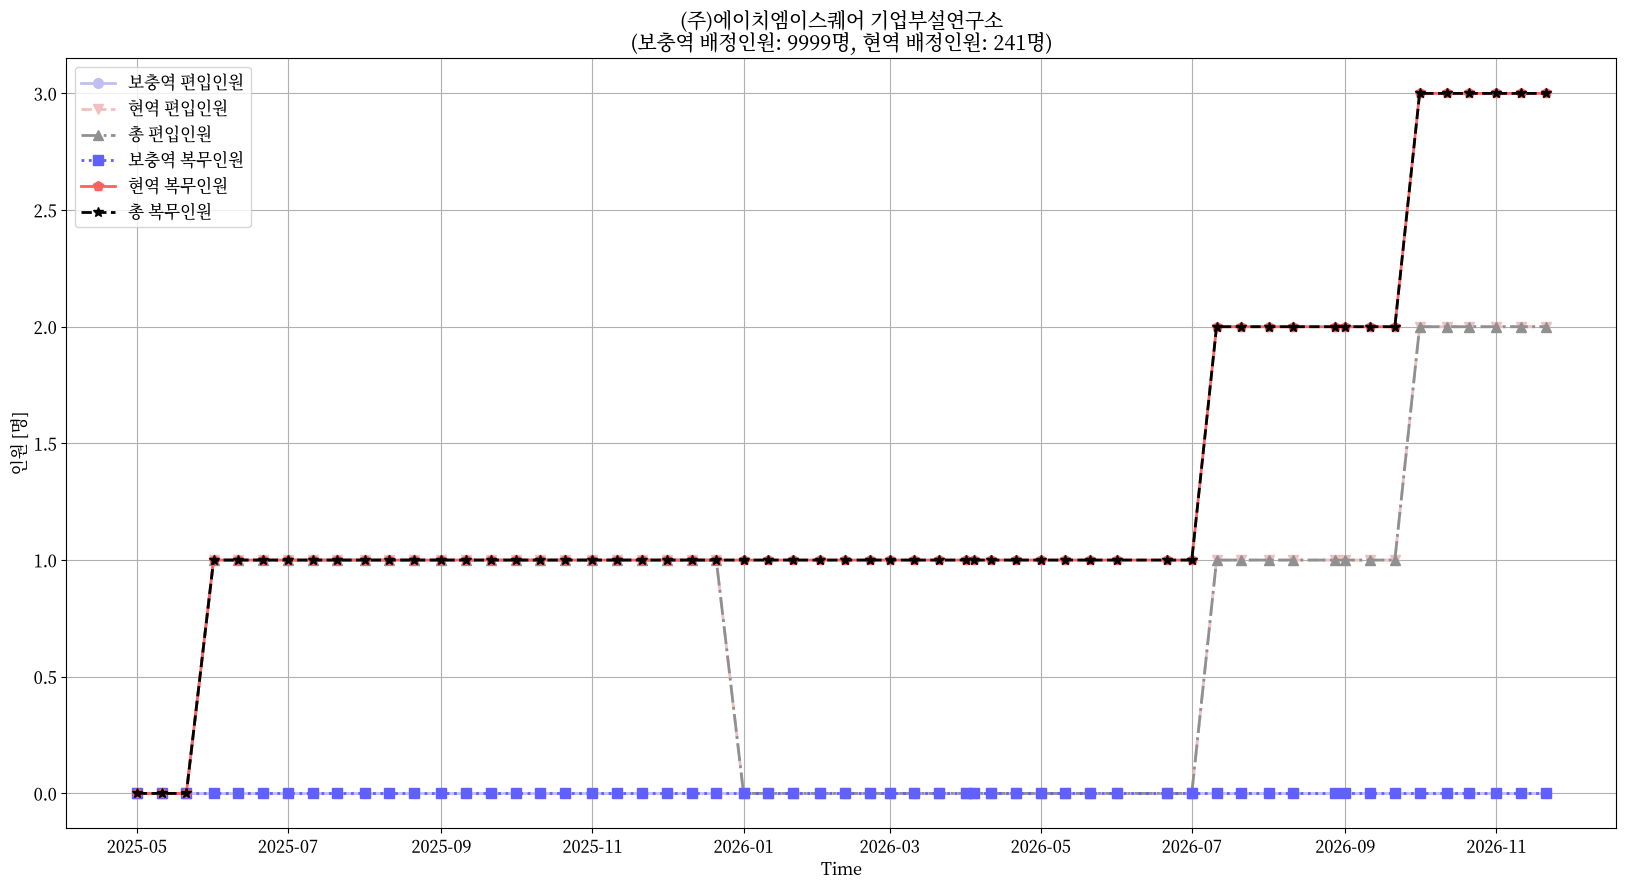 (주)에이치엠이스퀘어 기업부설연구소
(보충역 배정인원: 9999명, 현역 배정인원: 241명)
보충역 편입인원
현역 편입인원
총 편입인원
보충역 복무인원
현역 복무인원
총 복무인원
인원 [명]
3.0
2.5
2.0
1.5
1.0
0.5
0.0
2025-05
2025-07
2025-09
2025-11
2026-01
2026-03
2026-05
2026-07
2026-09
2026-11
Time